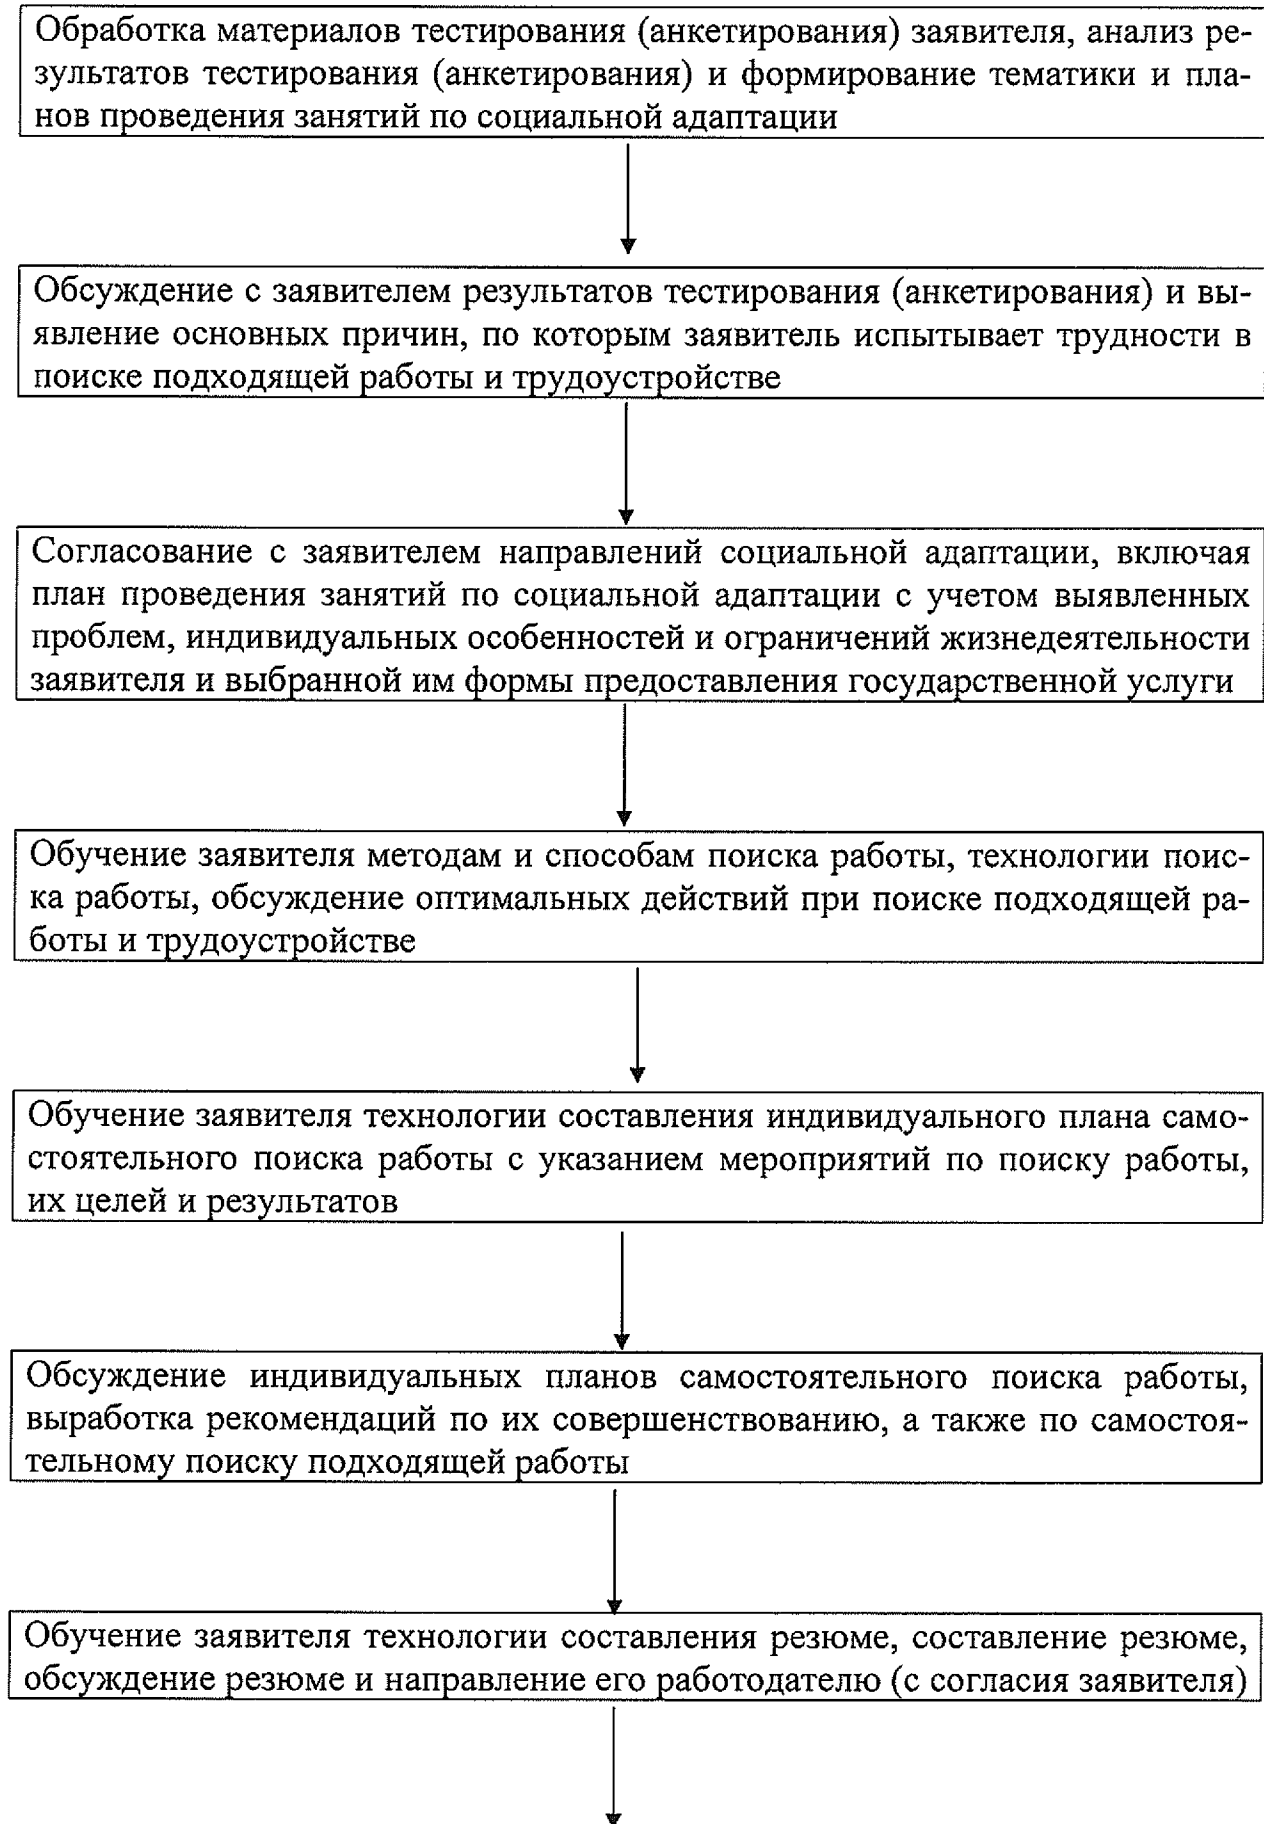 Обработка материалов тестирования (анкетирования) заявителя, анализ ре-
зультатов тестирования (анкетирования) и формирование тематики и пла-
нов проведения занятий по социальной адаптации
Обсуждение с заявителем результатов тестирования (анкетирования) и вы-
явление основных причин, по которым заявитель испытывает трудности в
поиске подходящей работы и трудоустройстве
Согласование с заявителем направлений социальной адаптации, включая
план проведения занятий по социальной адаптации с учетом выявленных
проблем, индивидуальных особенностей и ограничений жизнедеятельности
заявителя и выбранной им формы предоставления государственной услуги
Обучение заявителя методам и способам поиска работы, технологии поис-
ка работы, обсуждение оптимальных действий при поиске подходящей ра-
боты и трудоустройстве
Обучение заявителя технологии составления индивидуального плана само-
стоятельного поиска работы с указанием мероприятий по поиску работы,
их целей и результатов
Обсуждение индивидуальных планов самостоятельного поиска работы,
выработка рекомендаций по их совершенствованию, а также по самостоя-
тельному поиску подходящей работы
Обучение заявителя технологии составления резюме, составление резюме,
обсуждение резюме и направление его работодателю (с согласия заявителя)